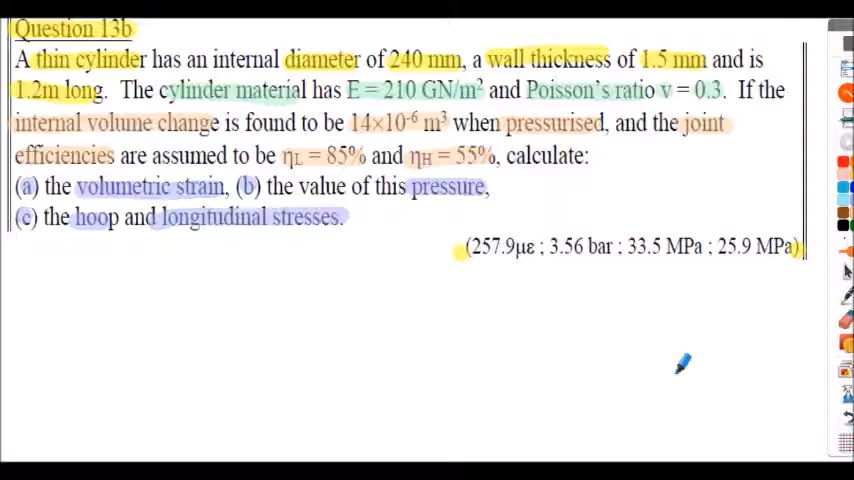 Question 13b
A thin cylinder has an internal diameter of 240 mm, a wall thickness of 1.5 mm and is
1.2m long. The cylinder material has E = 210 GN/m² and Poisson's ratio v = 0.3. If the
internal volume change is found to be 14×10⁻⁶ m³ when pressurised, and the joint
efficiencies are assumed to be ηL = 85% and ηH = 55%, calculate:
(a) the volumetric strain, (b) the value of this pressure,
(c) the hoop and longitudinal stresses.
(257.9με ; 3.56 bar ; 33.5 MPa ; 25.9 MPa)